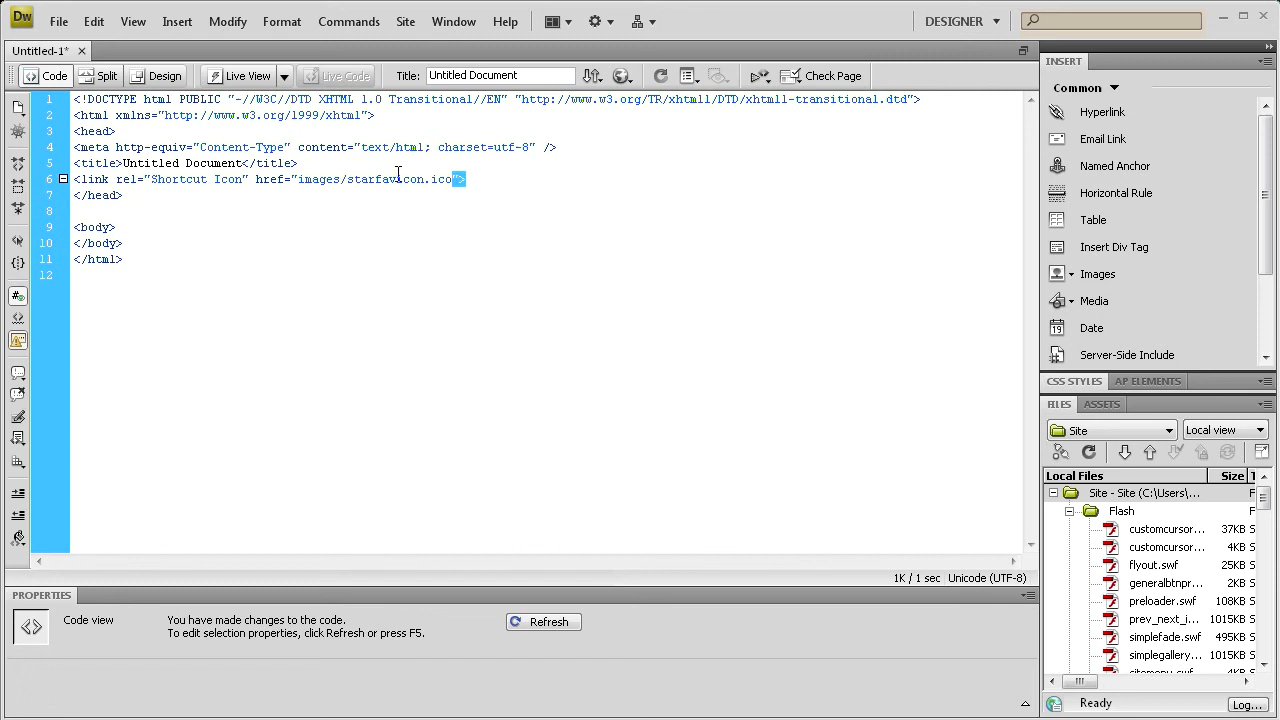 Dw File Edit View Insert Modify Format Commands Site Window Help DESIGNER
Untitled-1*
Code Split Design Live View Live Code Title: Untitled Document Check Page
1 <!DOCTYPE html PUBLIC "-//W3C//DTD XHTML 1.0 Transitional//EN" "http://www.w3.org/TR/xhtml1/DTD/xhtml1-transitional.dtd">
2 <html xmlns="http://www.w3.org/1999/xhtml">
3 <head>
4 <meta http-equiv="Content-Type" content="text/html; charset=utf-8" />
5 <title>Untitled Document</title>
6 <link rel="Shortcut Icon" href="images/starfavicon.ico">
7 </head>
8
9 <body>
10 </body>
11 </html>
12
1K / 1 sec Unicode (UTF-8)
PROPERTIES
Code view You have made changes to the code.
To edit selection properties, click Refresh or press F5.
Refresh
INSERT
Common
Hyperlink
Email Link
Named Anchor
Horizontal Rule
Table
Insert Div Tag
Images
Media
19 Date
Server-Side Include
CSS STYLES AP ELEMENTS
FILES ASSETS
Site Local view
Local Files Size T
Site - Site (C:\Users\... F
Flash F
customcursor... 37KB S
customcursor... 4KB S
flyout.swf 25KB S
generalbtnpr... 2KB S
preloader.swf 108KB S
prev_next_i... 1015KB S
simplefade.swf 495KB S
simplegallery... 1015KB S
Ready Log...